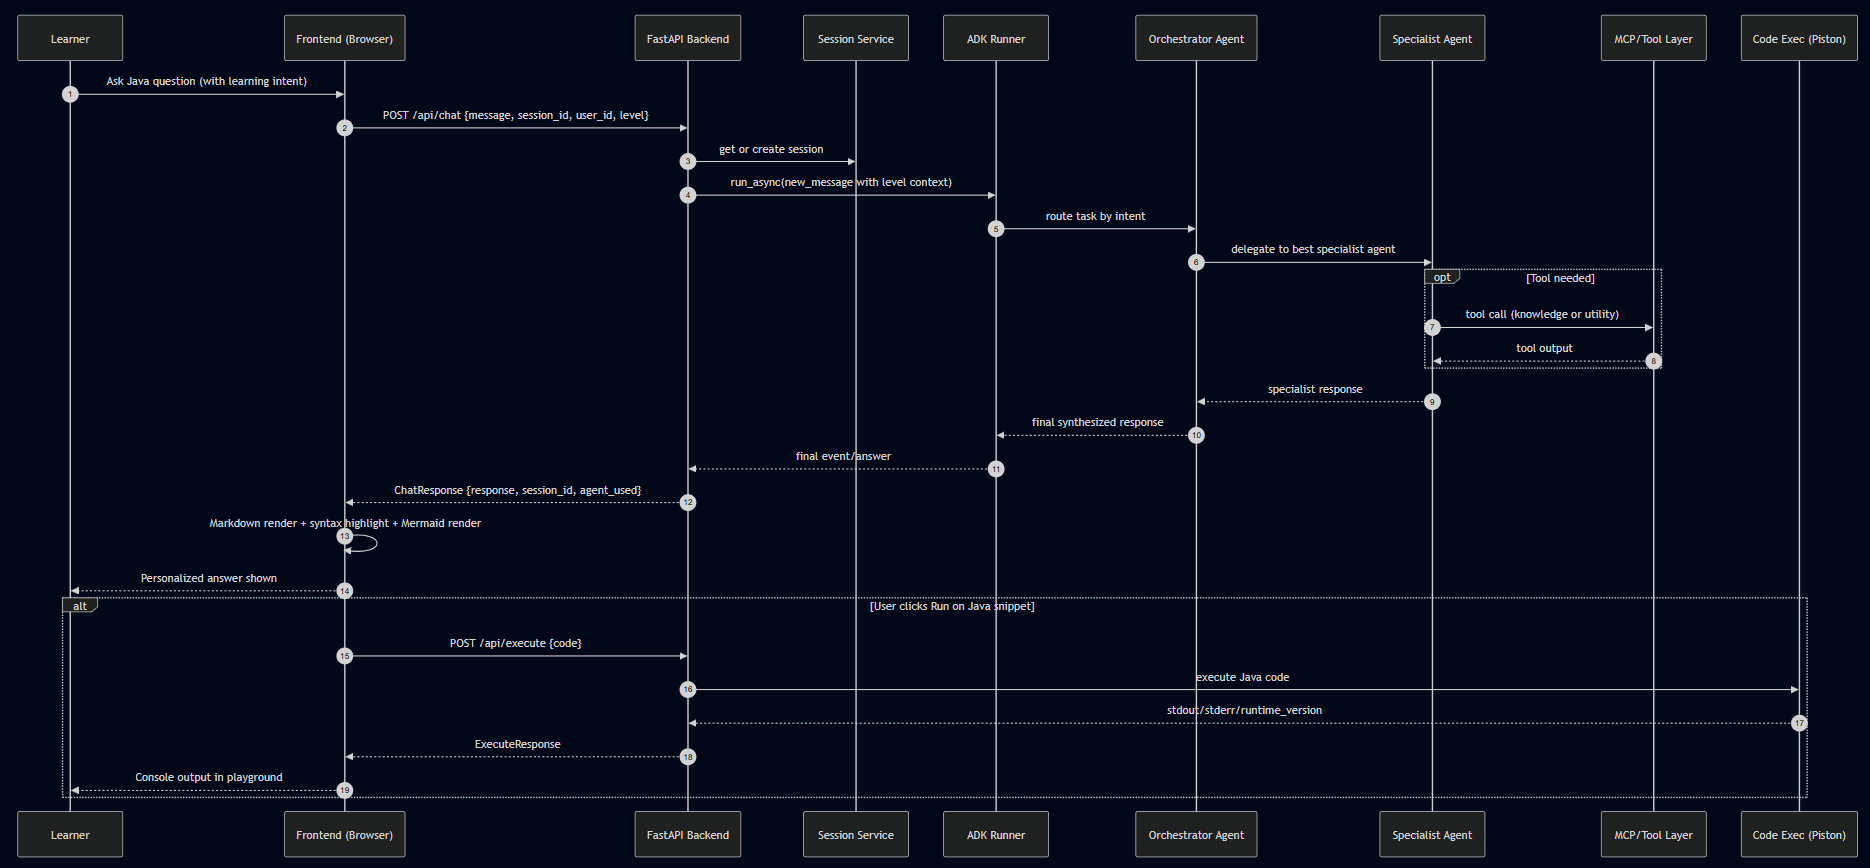 Learner
Frontend (Browser)
FastAPI Backend
Session Service
ADK Runner
Orchestrator Agent
Specialist Agent
MCP/Tool Layer
Code Exec (Piston)
Ask Java question (with learning intent)
1
POST /api/chat {message, session_id, user_id, level}
2
get or create session
3
run_async(new_message with level context)
4
route task by intent
5
delegate to best specialist agent
6
opt
[Tool needed]
tool call (knowledge or utility)
7
tool output
8
specialist response
9
final synthesized response
10
final event/answer
11
ChatResponse {response, session_id, agent_used}
12
Markdown render + syntax highlight + Mermaid render
13
Personalized answer shown
14
alt
[User clicks Run on Java snippet]
POST /api/execute {code}
15
execute Java code
16
stdout/stderr/runtime_version
17
ExecuteResponse
18
Console output in playground
19
Learner
Frontend (Browser)
FastAPI Backend
Session Service
ADK Runner
Orchestrator Agent
Specialist Agent
MCP/Tool Layer
Code Exec (Piston)